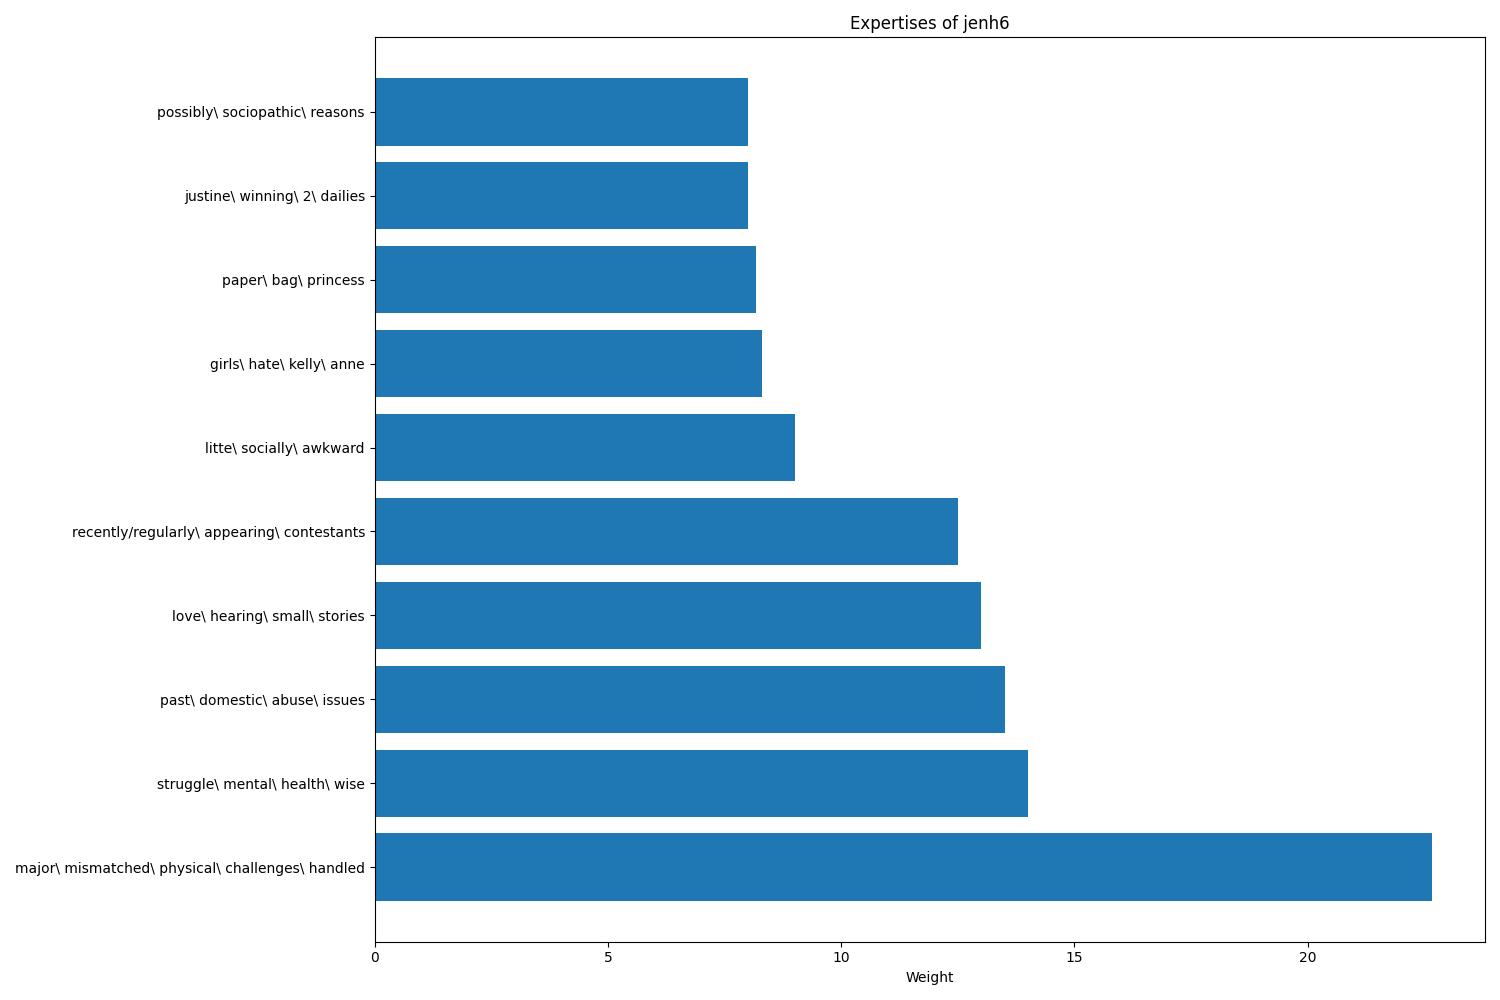 Expertises of jenh6
possibly\ sociopathic\ reasons
justine\ winning\ 2\ dailies
paper\ bag\ princess
girls\ hate\ kelly\ anne
litte\ socially\ awkward
recently/regularly\ appearing\ contestants
love\ hearing\ small\ stories
past\ domestic\ abuse\ issues
struggle\ mental\ health\ wise
major\ mismatched\ physical\ challenges\ handled
0 5 10 15 20
Weight